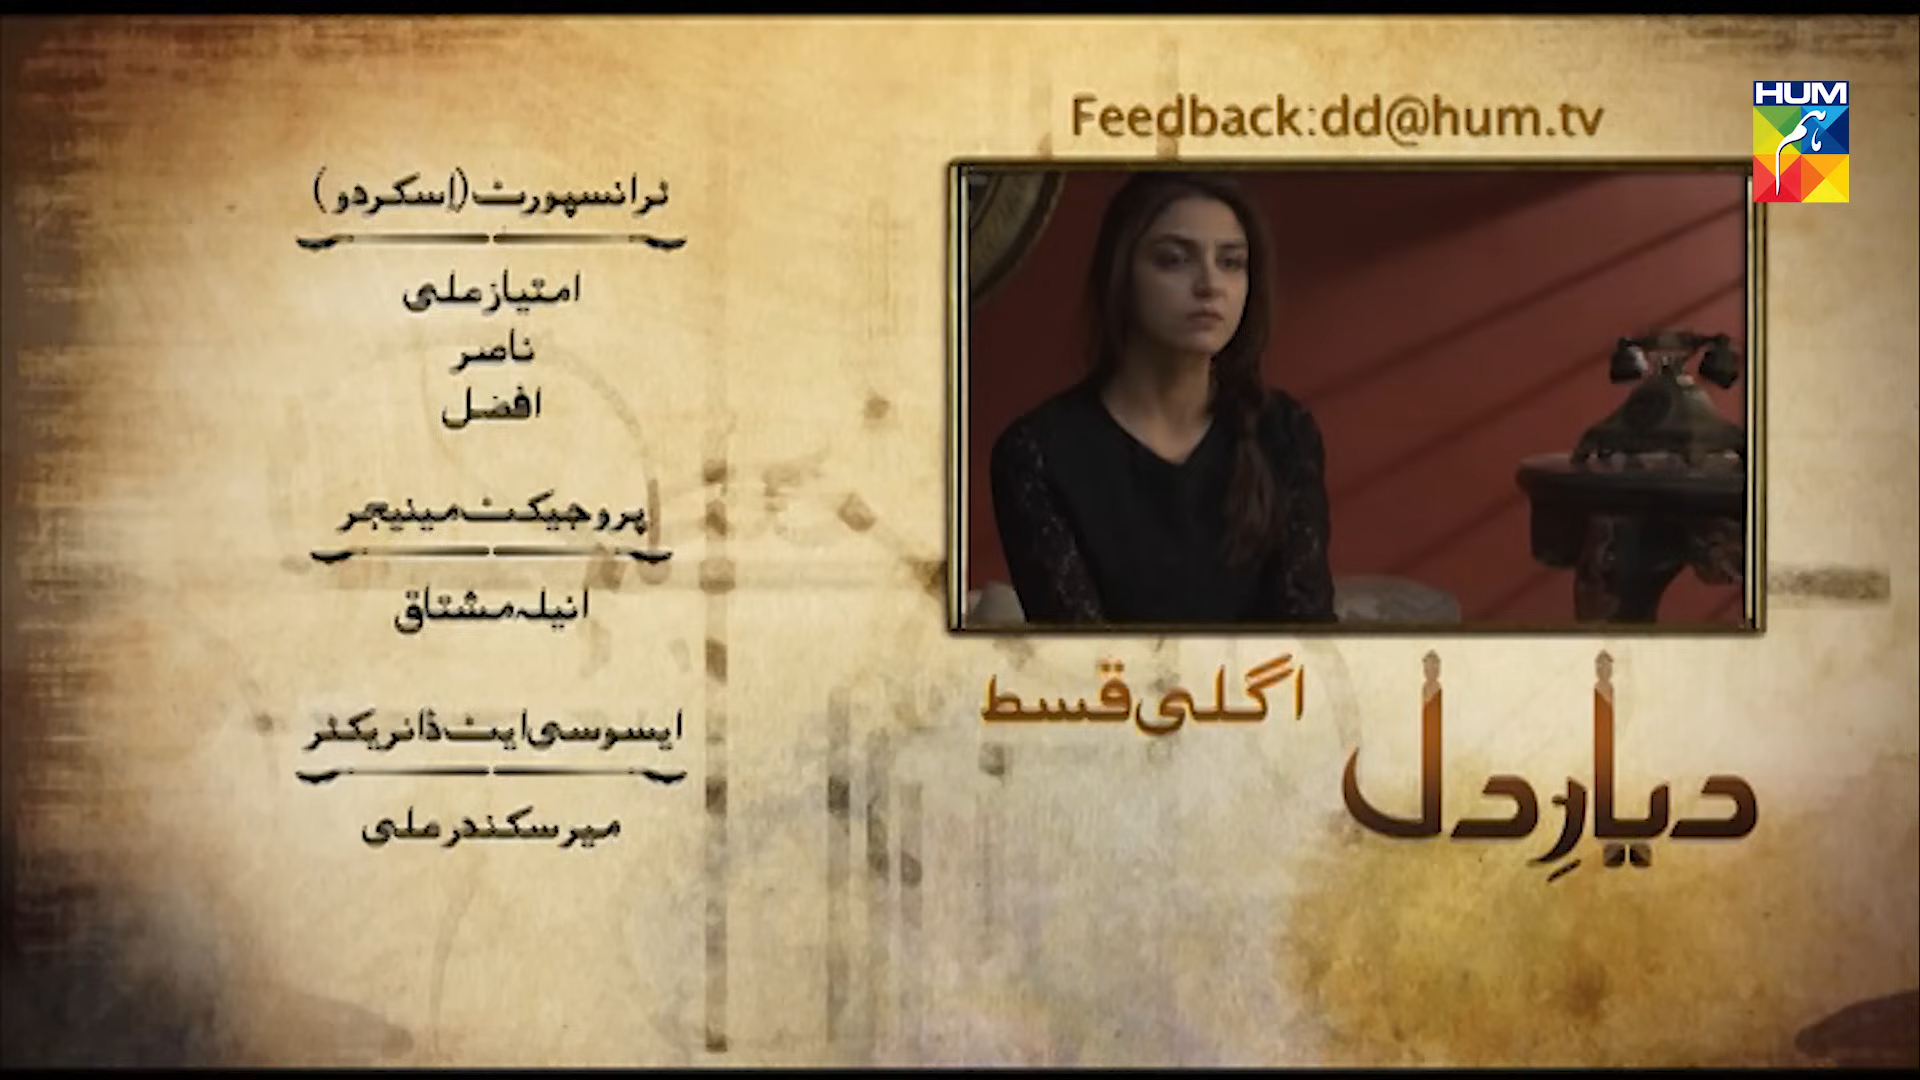 Feedback:dd@hum.tv
HUM
ہم
ٹرانسپورٹ (اسکردو)
امتیاز علی
ناصر
افضل
پروجیکٹ مینیجر
انیلہ مشتاق
ایسوسی ایٹ ڈائریکٹر
میر سکندر علی
اگلی قسط
دیارِ دل